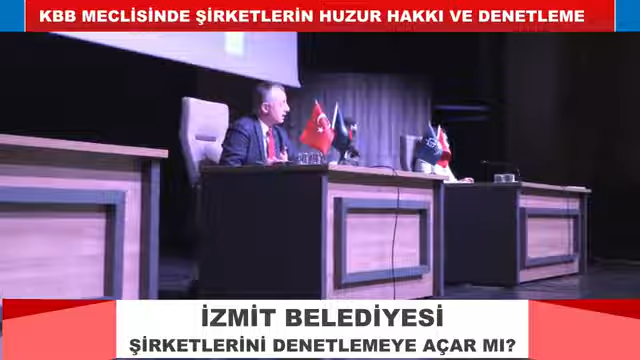 KBB MECLİSİNDE ŞİRKETLERİN HUZUR HAKKI VE DENETLEME
İZMİT BELEDİYESİ
ŞİRKETLERİNİ DENETLEMEYE AÇAR MI?